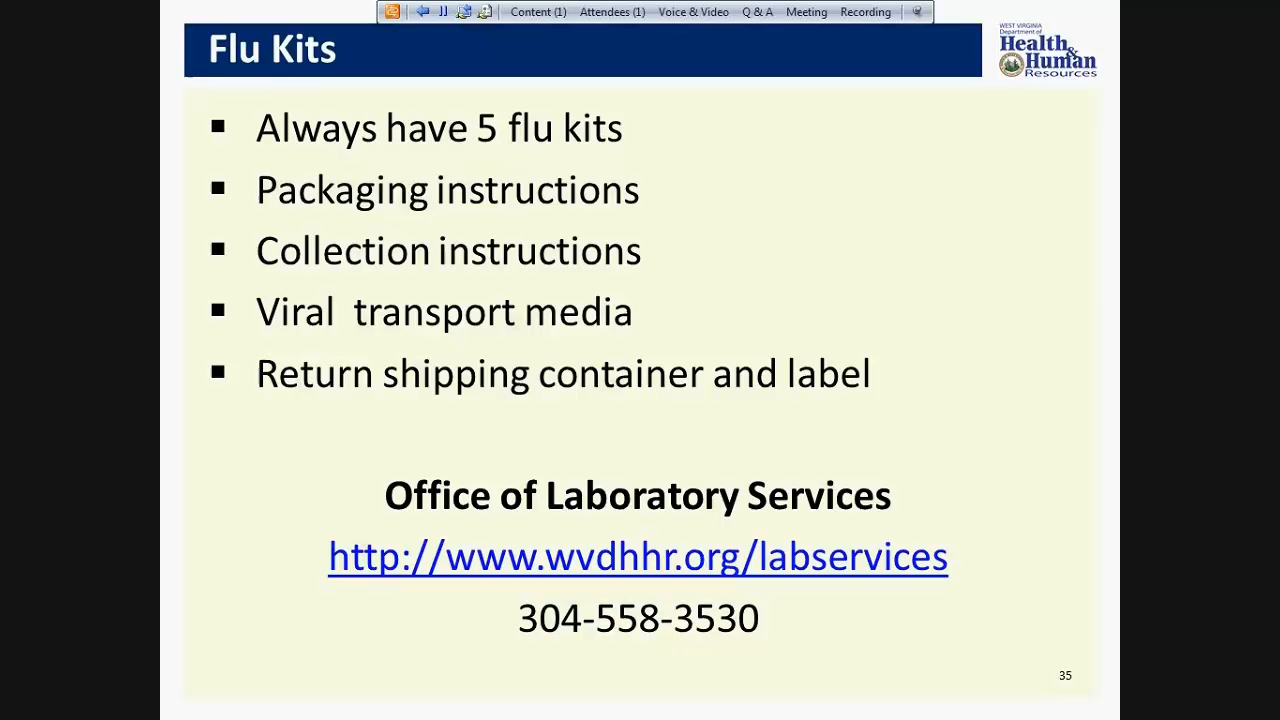 Content (1) Attendees (1) Voice & Video Q & A Meeting Recording
Flu Kits
WEST VIRGINIA
Department of
Health &
Human
Resources
▪ Always have 5 flu kits
▪ Packaging instructions
▪ Collection instructions
▪ Viral transport media
▪ Return shipping container and label
Office of Laboratory Services
http://www.wvdhhr.org/labservices
304-558-3530
35